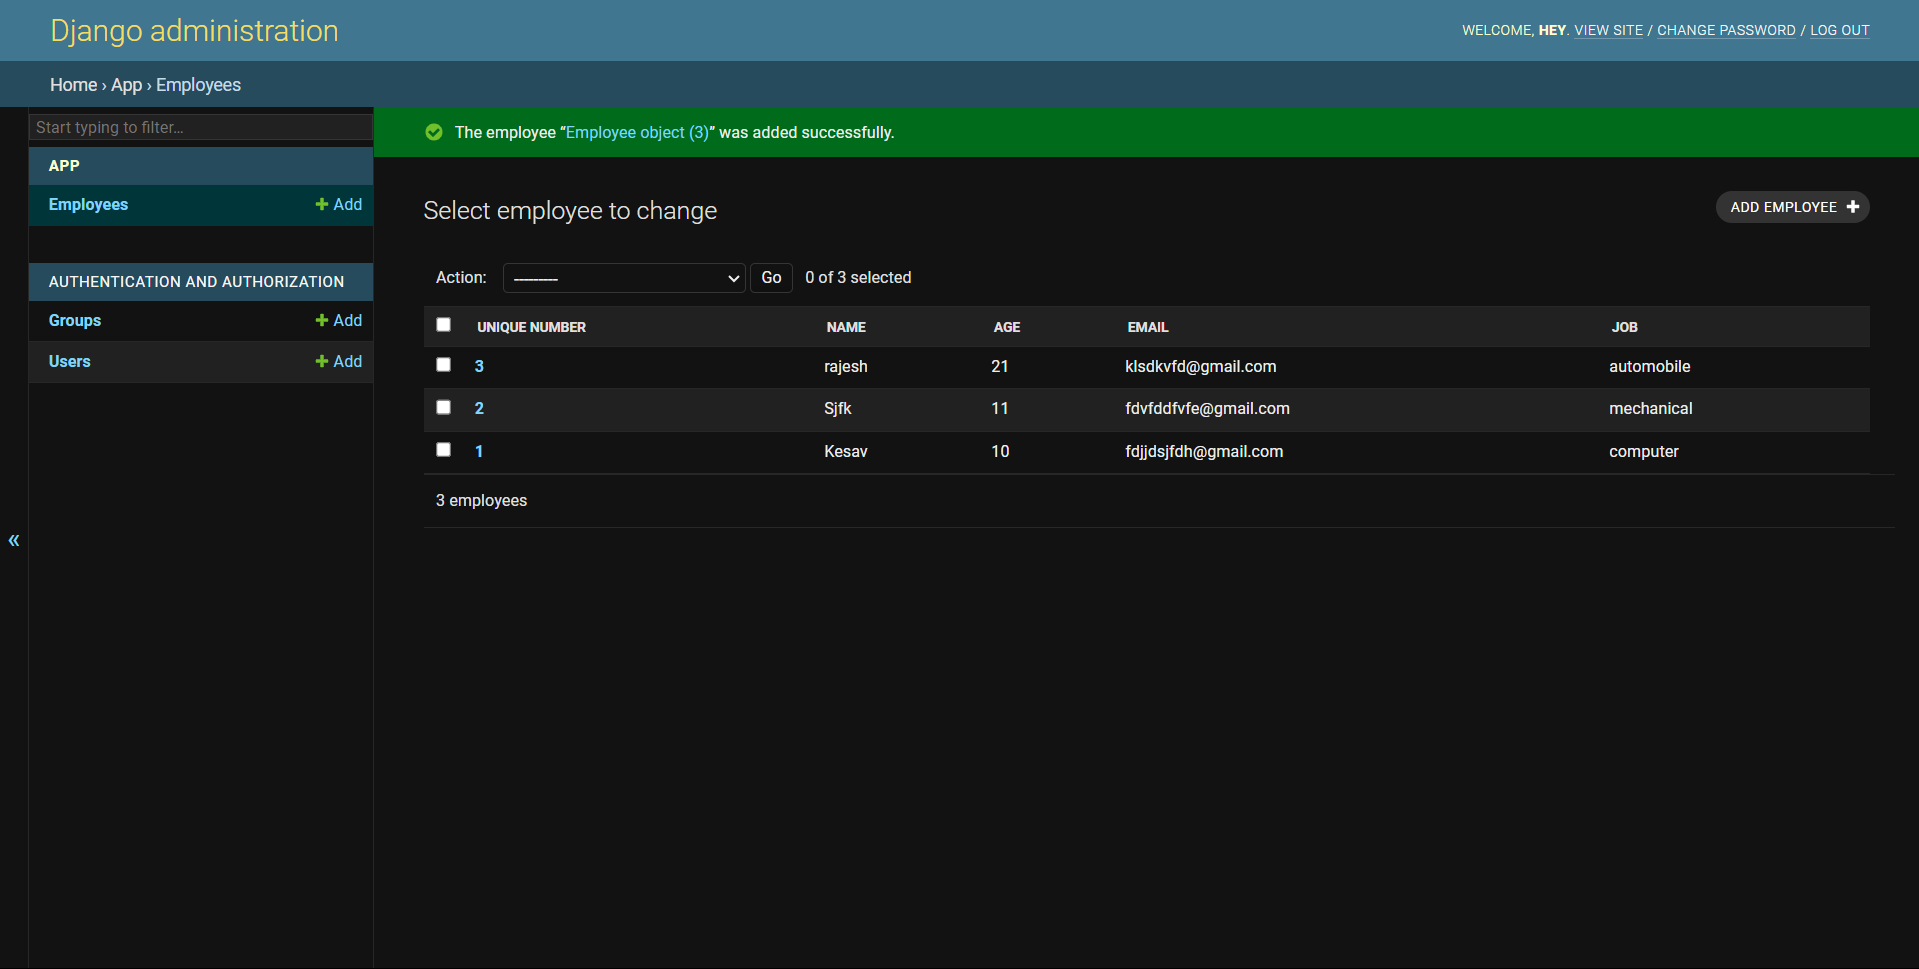 Django administration
WELCOME, HEY. VIEW SITE / CHANGE PASSWORD / LOG OUT
Home › App › Employees
Start typing to filter…
APP
Employees + Add
AUTHENTICATION AND AUTHORIZATION
Groups + Add
Users + Add
«
The employee “Employee object (3)” was added successfully.
Select employee to change
ADD EMPLOYEE +
Action: --------- Go 0 of 3 selected
UNIQUE NUMBER NAME AGE EMAIL JOB
3 rajesh 21 klsdkvfd@gmail.com automobile
2 Sjfk 11 fdvfddfvfe@gmail.com mechanical
1 Kesav 10 fdjjdsjfdh@gmail.com computer
3 employees